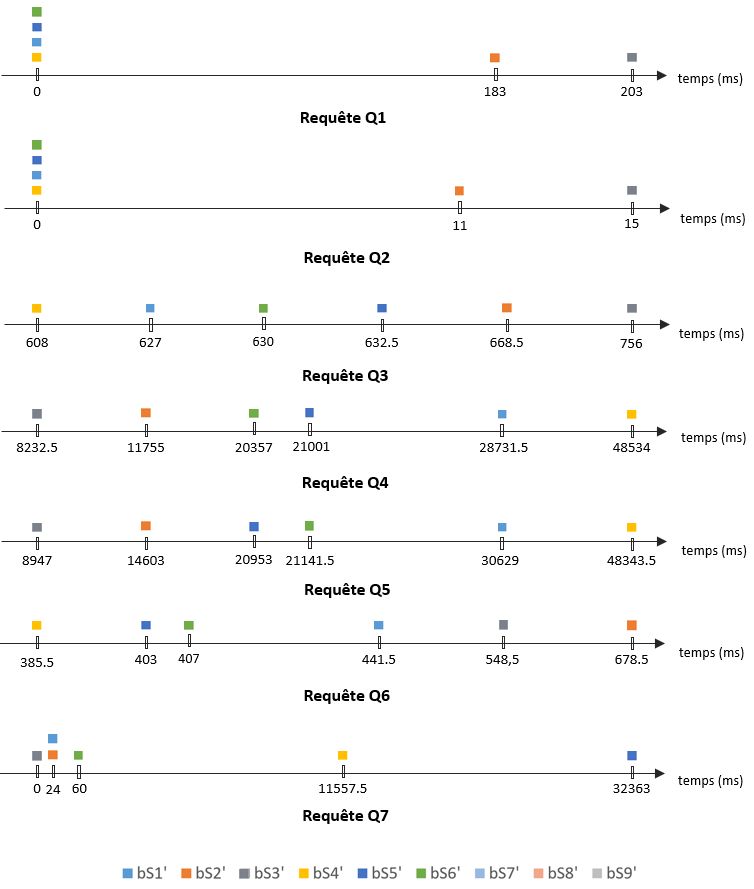 temps (ms)
0 183 203
Requête Q1
temps (ms)
0 11 15
Requête Q2
temps (ms)
608 627 630 632.5 668.5 756
Requête Q3
temps (ms)
8232.5 11755 20357 21001 28731.5 48534
Requête Q4
temps (ms)
8947 14603 20953 21141.5 30629 48343.5
Requête Q5
temps (ms)
385.5 403 407 441.5 548,5 678.5
Requête Q6
temps (ms)
0 24 60 11557.5 32363
Requête Q7
bS1' bS2' bS3' bS4' bS5' bS6' bS7' bS8' bS9'